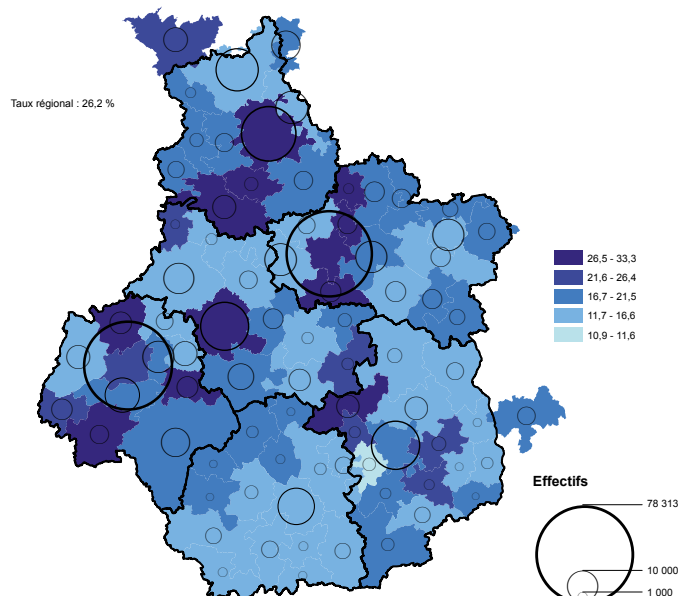 Taux régional : 26,2 %
26,5 - 33,3
21,6 - 26,4
16,7 - 21,5
11,7 - 16,6
10,9 - 11,6
Effectifs
78 313
10 000
1 000